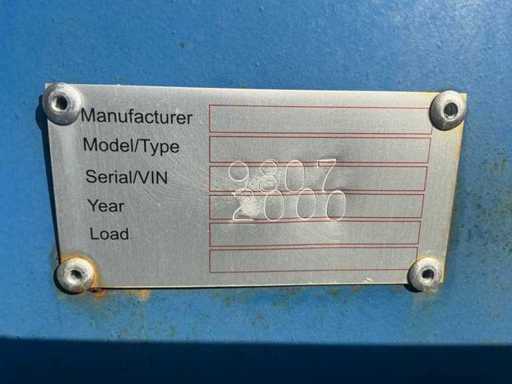 Manufacturer
Model/Type
Serial/VIN 9807
Year 2000
Load